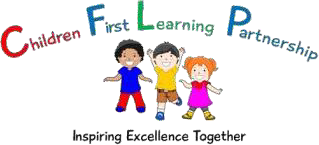 Children First Learning Partnership
Inspiring Excellence Together